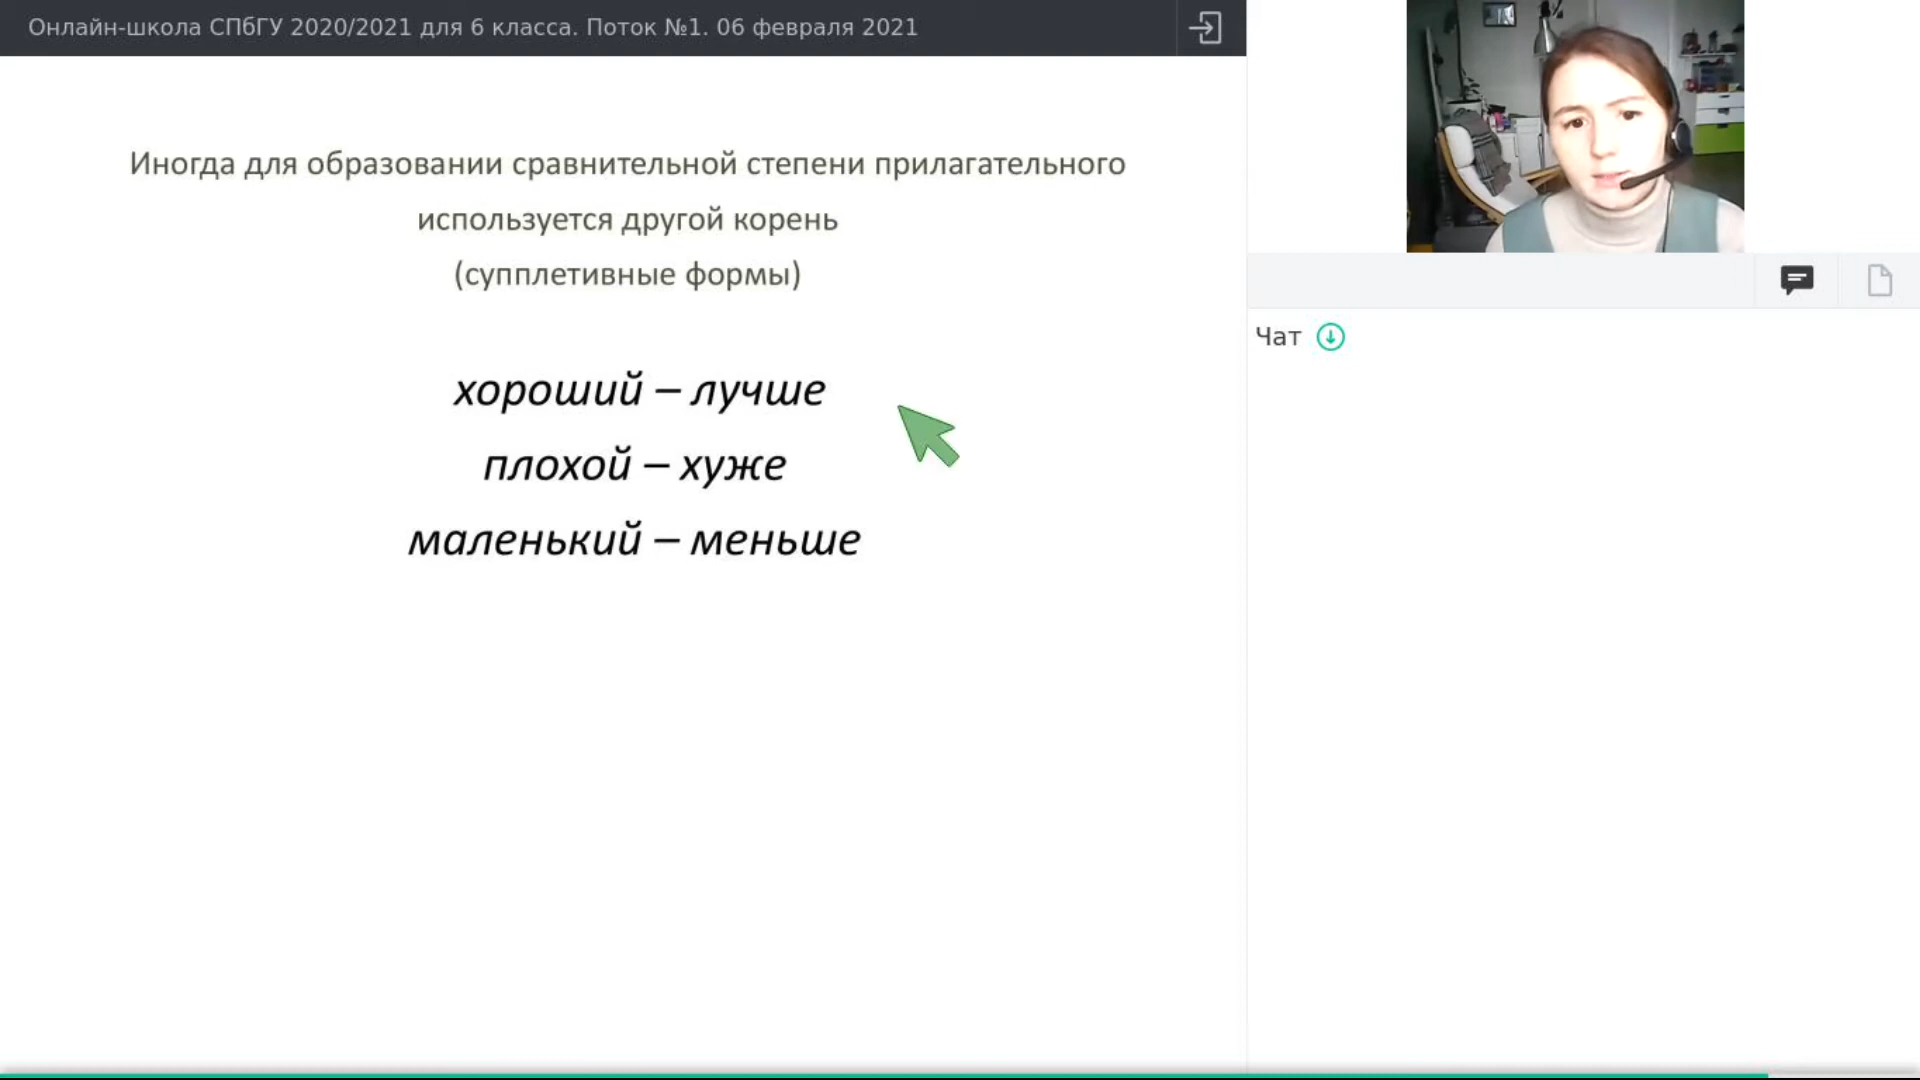 Онлайн-школа СПбГУ 2020/2021 для 6 класса. Поток №1. 06 февраля 2021
Иногда для образовании сравнительной степени прилагательного
используется другой корень
(супплетивные формы)
хороший – лучше
плохой – хуже
маленький – меньше
Чат